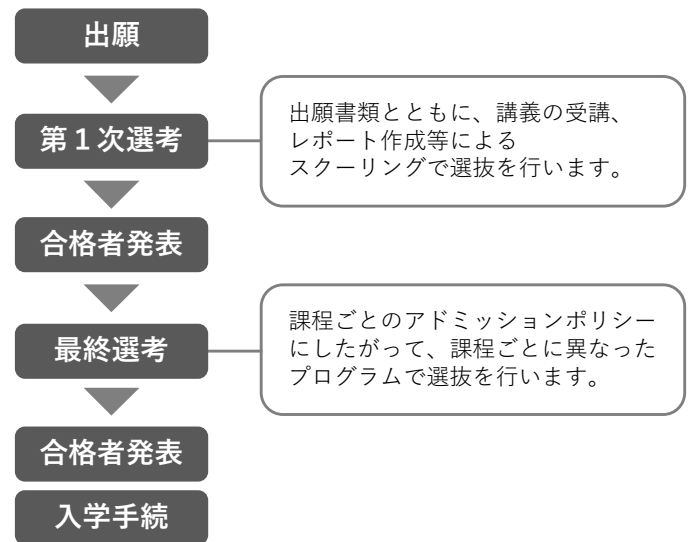 出願
第１次選考
出願書類とともに、講義の受講、
レポート作成等による
スクーリングで選抜を行います。
合格者発表
最終選考
課程ごとのアドミッションポリシー
にしたがって、課程ごとに異なった
プログラムで選抜を行います。
合格者発表
入学手続